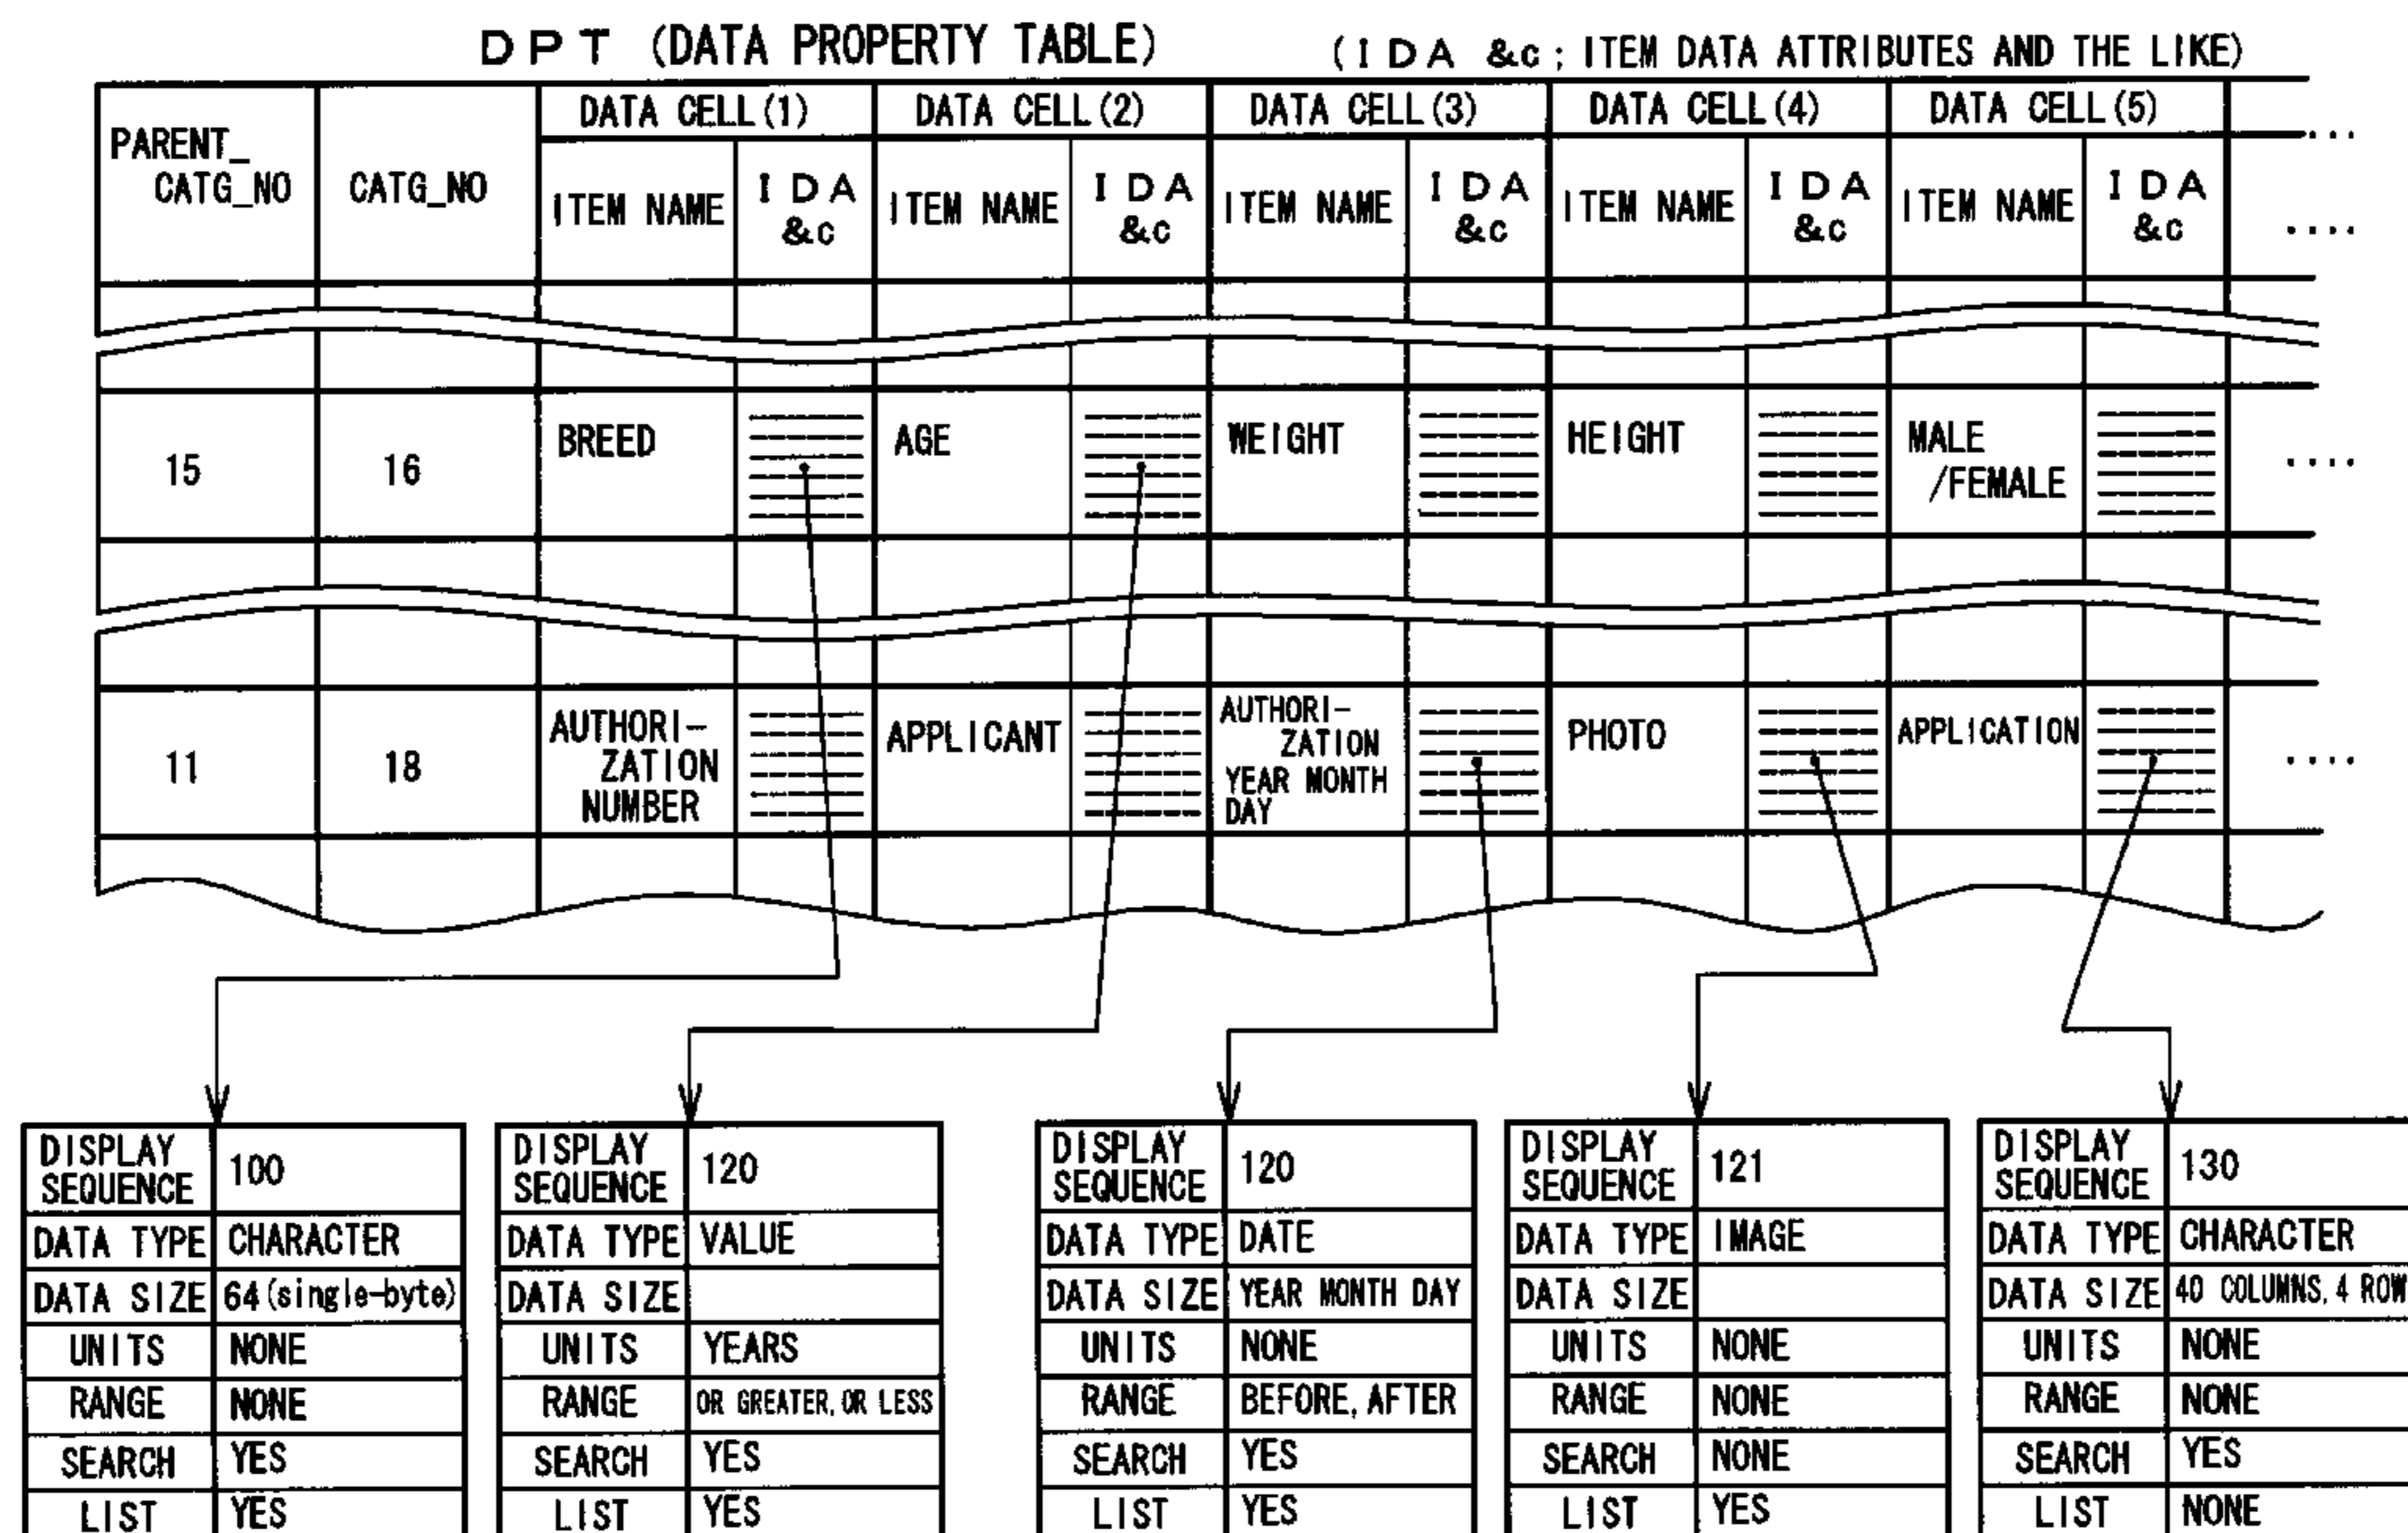 DPT (DATA PROPERTY TABLE) (IDA &c ; ITEM DATA ATTRIBUTES AND THE LIKE)
PARENT_
CATG_NO
CATG_NO
DATA CELL(1) DATA CELL(2) DATA CELL(3) DATA CELL(4) DATA CELL(5) ....
ITEM NAME IDA
&c
ITEM NAME IDA
&c
ITEM NAME IDA
&c
ITEM NAME IDA
&c
ITEM NAME IDA
&c
....
15 16 BREED AGE WEIGHT HEIGHT MALE
/FEMALE
....
11 18 AUTHORI-
ZATION
NUMBER
APPLICANT
AUTHORI-
ZATION
YEAR MONTH
DAY
PHOTO
APPLICATION
....
DISPLAY
SEQUENCE
100
DATA TYPE CHARACTER
DATA SIZE 64(single-byte)
UNITS NONE
RANGE NONE
SEARCH YES
LIST YES
DISPLAY
SEQUENCE
120
DATA TYPE VALUE
DATA SIZE
UNITS YEARS
RANGE OR GREATER, OR LESS
SEARCH YES
LIST YES
DISPLAY
SEQUENCE
120
DATA TYPE DATE
DATA SIZE YEAR MONTH DAY
UNITS NONE
RANGE BEFORE, AFTER
SEARCH YES
LIST YES
DISPLAY
SEQUENCE
121
DATA TYPE IMAGE
DATA SIZE
UNITS NONE
RANGE NONE
SEARCH NONE
LIST YES
DISPLAY
SEQUENCE
130
DATA TYPE CHARACTER
DATA SIZE 40 COLUMNS, 4 ROW
UNITS NONE
RANGE NONE
SEARCH YES
LIST NONE